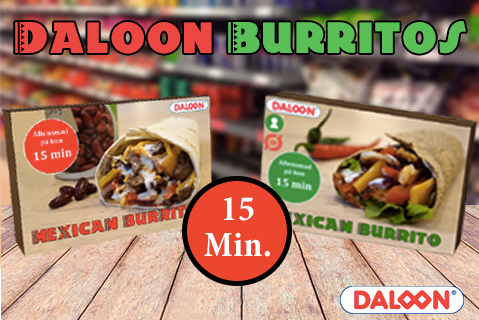 DALOON BURRITOS
DALOON
Aftensmad
på kun
15 min
MEXICAN BURRITO
DALOON
Aftensmad
på kun
15 min
MEXICAN BURRITO
15
Min.
DALOON®